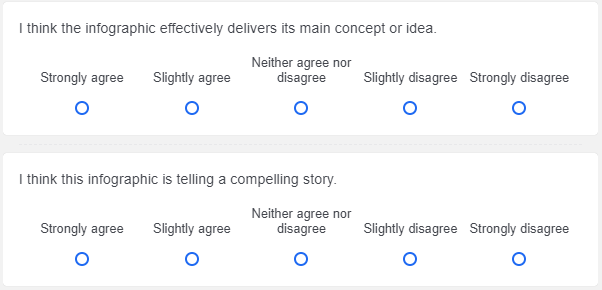 I think the infographic effectively delivers its main concept or idea.
Strongly agree Slightly agree Neither agree nor disagree Slightly disagree Strongly disagree
I think this infographic is telling a compelling story.
Strongly agree Slightly agree Neither agree nor disagree Slightly disagree Strongly disagree